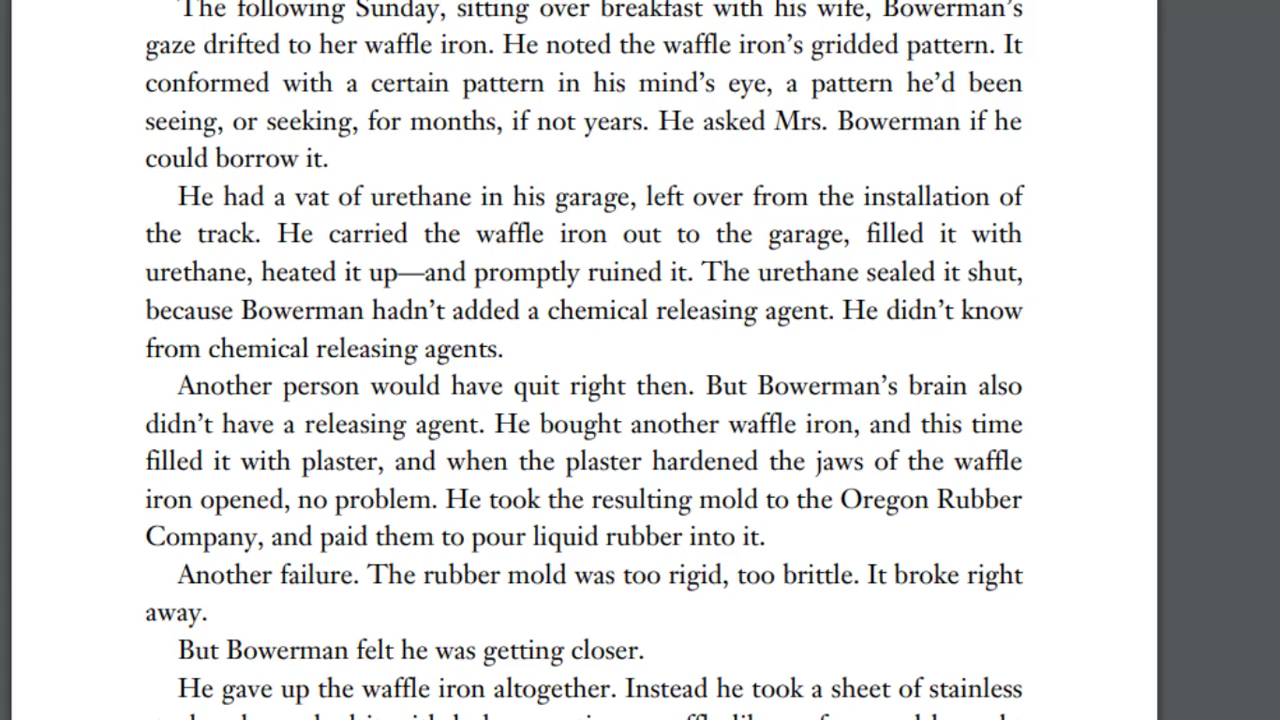 The following Sunday, sitting over breakfast with his wife, Bowerman’s
gaze drifted to her waffle iron. He noted the waffle iron’s gridded pattern. It
conformed with a certain pattern in his mind’s eye, a pattern he’d been
seeing, or seeking, for months, if not years. He asked Mrs. Bowerman if he
could borrow it.
He had a vat of urethane in his garage, left over from the installation of
the track. He carried the waffle iron out to the garage, filled it with
urethane, heated it up—and promptly ruined it. The urethane sealed it shut,
because Bowerman hadn’t added a chemical releasing agent. He didn’t know
from chemical releasing agents.
Another person would have quit right then. But Bowerman’s brain also
didn’t have a releasing agent. He bought another waffle iron, and this time
filled it with plaster, and when the plaster hardened the jaws of the waffle
iron opened, no problem. He took the resulting mold to the Oregon Rubber
Company, and paid them to pour liquid rubber into it.
Another failure. The rubber mold was too rigid, too brittle. It broke right
away.
But Bowerman felt he was getting closer.
He gave up the waffle iron altogether. Instead he took a sheet of stainless